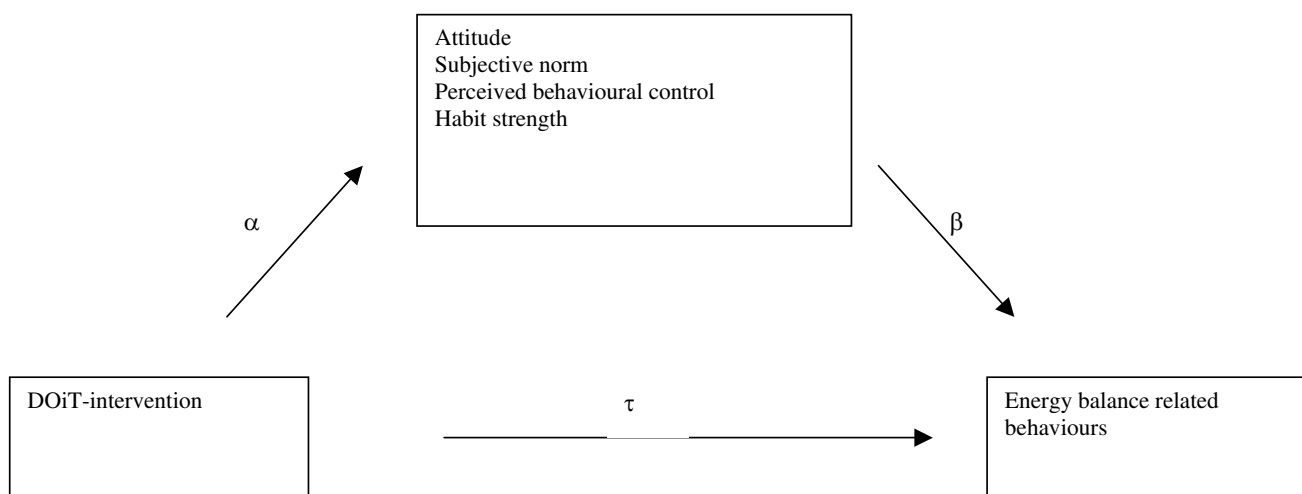 Attitude
Subjective norm
Perceived behavioural control
Habit strength
α
β
DOiT-intervention
τ
Energy balance related
behaviours